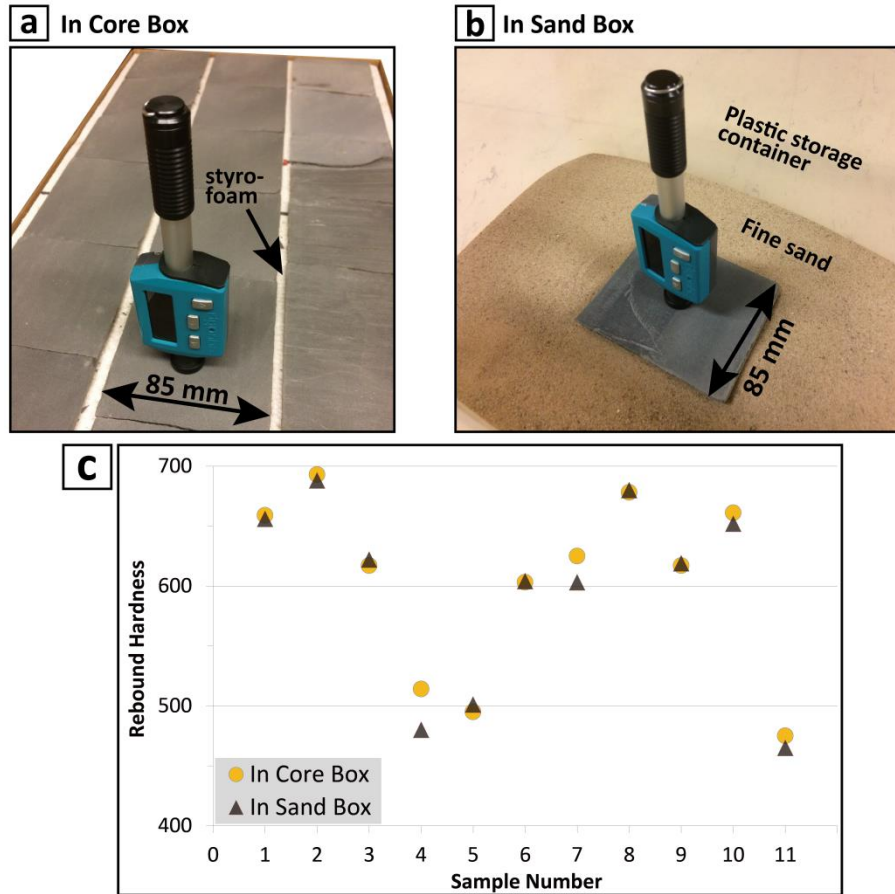 a In Core Box
b In Sand Box
styro-
foam
85 mm
Plastic storage
container
Fine sand
85 mm
c
700
600
500
400
Rebound Hardness
In Core Box
In Sand Box
0 1 2 3 4 5 6 7 8 9 10 11
Sample Number